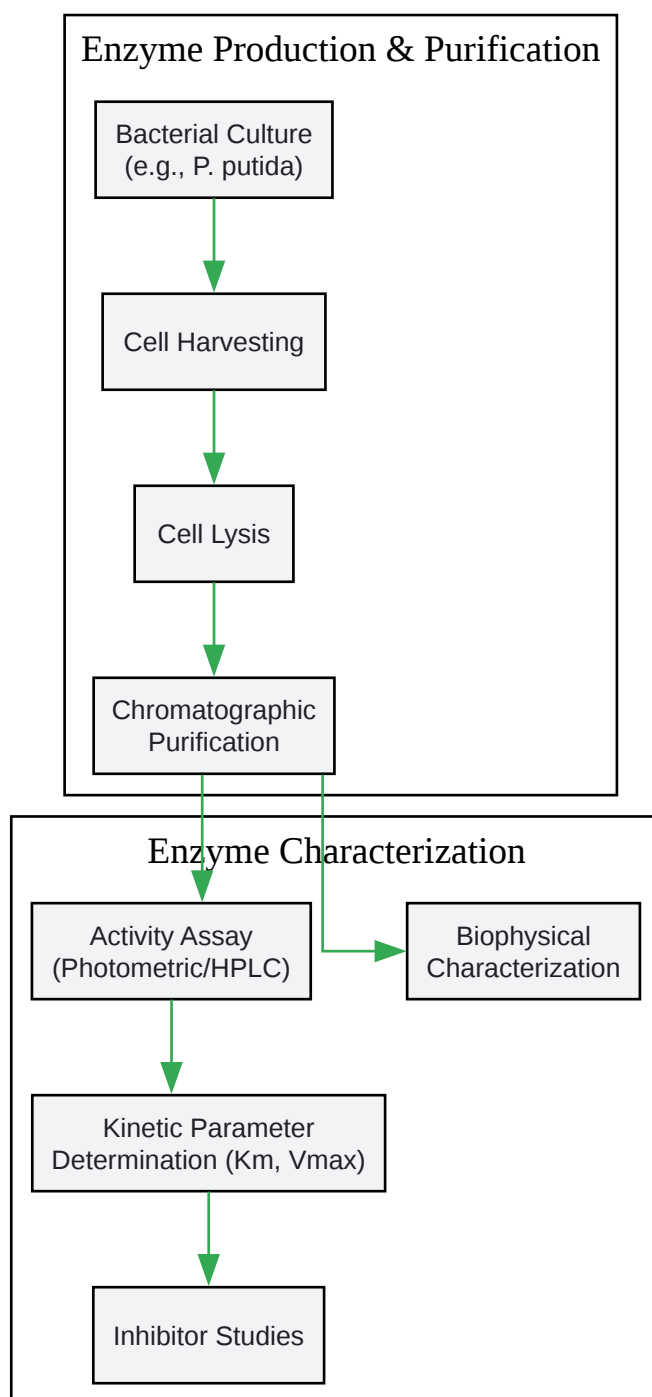 Enzyme Production & Purification
Bacterial Culture
(e.g., P. putida)
Cell Harvesting
Cell Lysis
Chromatographic
Purification
Enzyme Characterization
Activity Assay
(Photometric/HPLC)
Biophysical
Characterization
Kinetic Parameter
Determination (Km, Vmax)
Inhibitor Studies